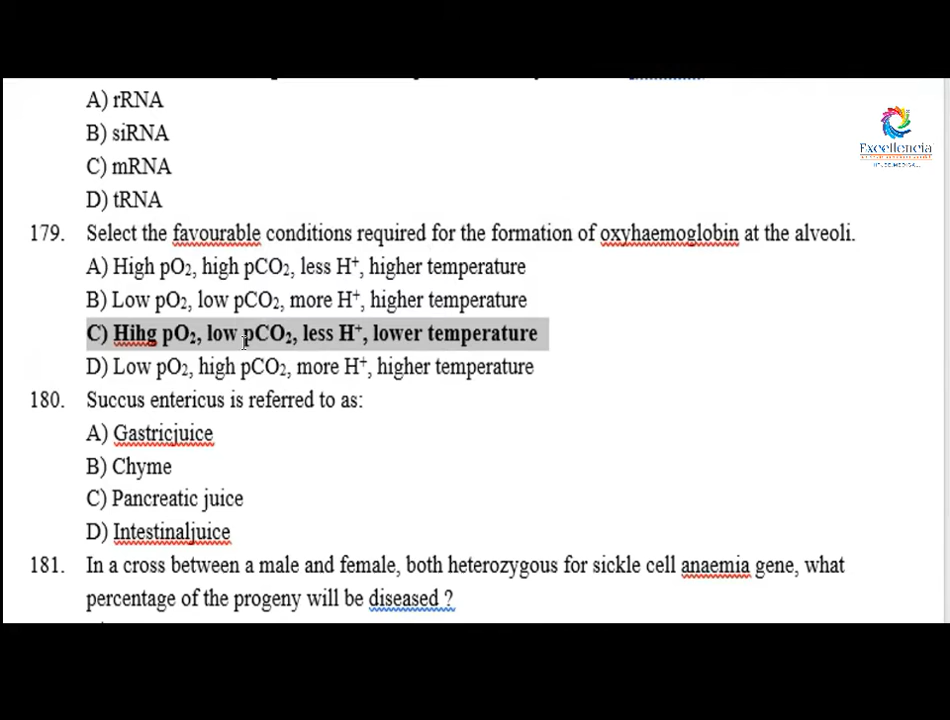 A) rRNA
B) siRNA
C) mRNA
D) tRNA
Excellencia
179. Select the favourable conditions required for the formation of oxyhaemoglobin at the alveoli.
A) High pO₂, high pCO₂, less H⁺, higher temperature
B) Low pO₂, low pCO₂, more H⁺, higher temperature
C) Hihg pO₂, low pCO₂, less H⁺, lower temperature
D) Low pO₂, high pCO₂, more H⁺, higher temperature
180. Succus entericus is referred to as:
A) Gastricjuice
B) Chyme
C) Pancreatic juice
D) Intestinaljuice
181. In a cross between a male and female, both heterozygous for sickle cell anaemia gene, what
percentage of the progeny will be diseased ?